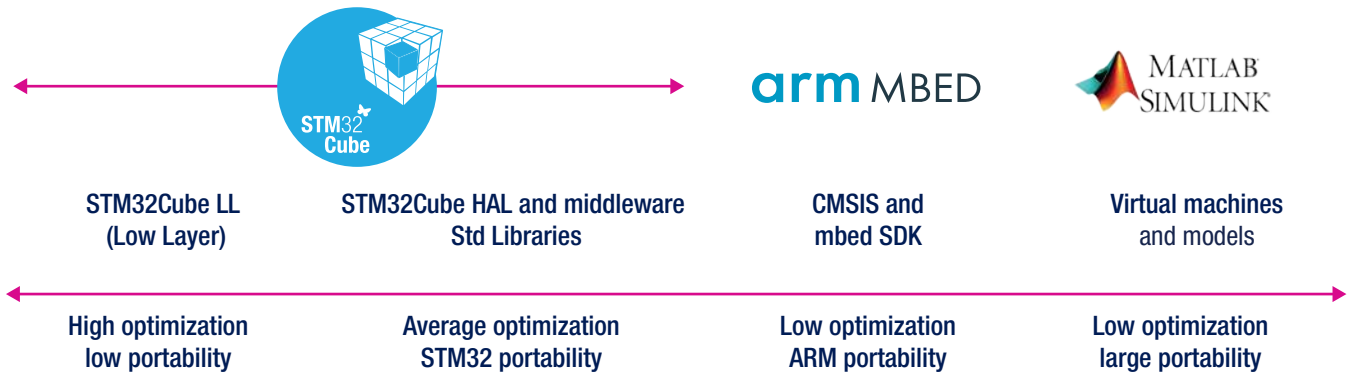 STM32
Cube
arm MBED
MATLAB
SIMULINK
STM32Cube LL
(Low Layer)
STM32Cube HAL and middleware
Std Libraries
CMSIS and
mbed SDK
Virtual machines
and models
High optimization
low portability
Average optimization
STM32 portability
Low optimization
ARM portability
Low optimization
large portability